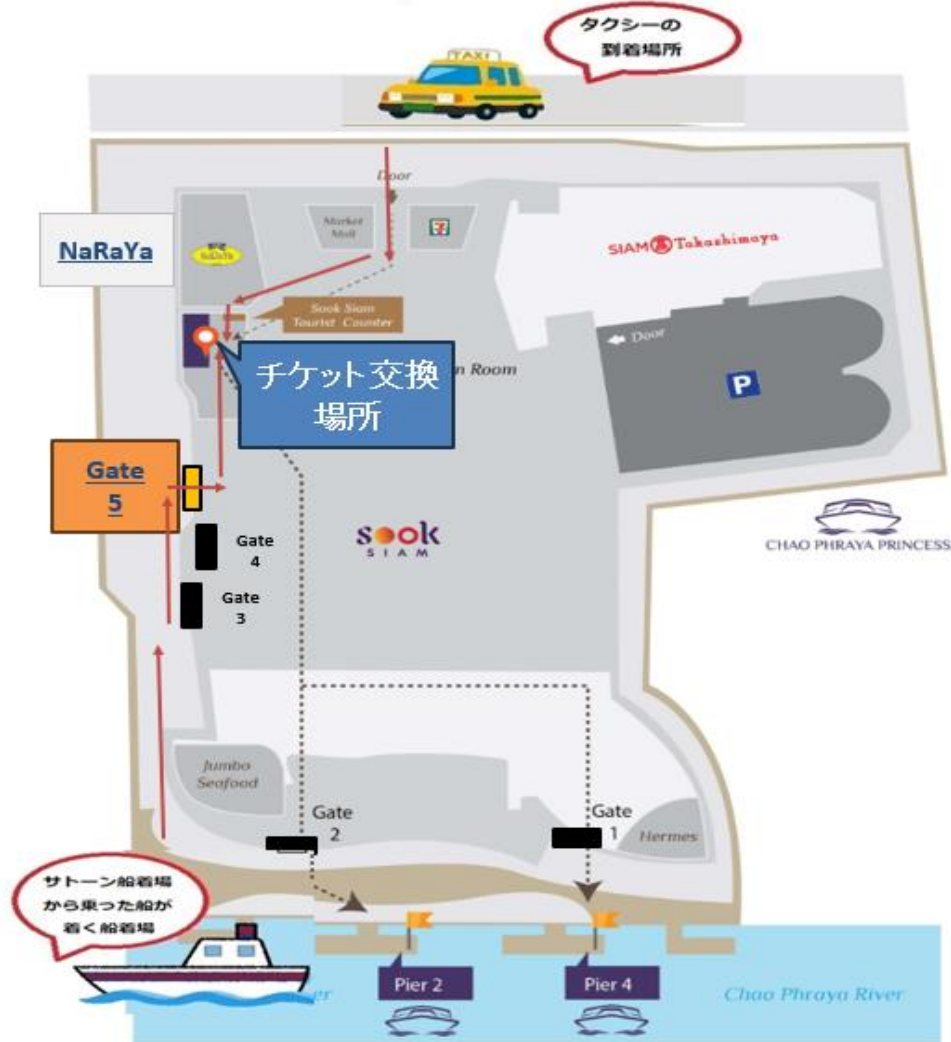 タクシーの
到着場所
TAXI
Door
Market
Mall
7
NaRaYa
NaRaYa
SIAM Takashimaya
Sook Siam
Tourist Counter
Door
チケット交換
場所
n Room
P
Gate
5
Gate
4
Gate
3
sook
SIAM
CHAO PHRAYA PRINCESS
Jumbo
Seafood
Gate
2
Gate
1
Hermes
サトーン船着場
から乗った船が
着く船着場
Pier 2
Pier 4
Chao Phraya River